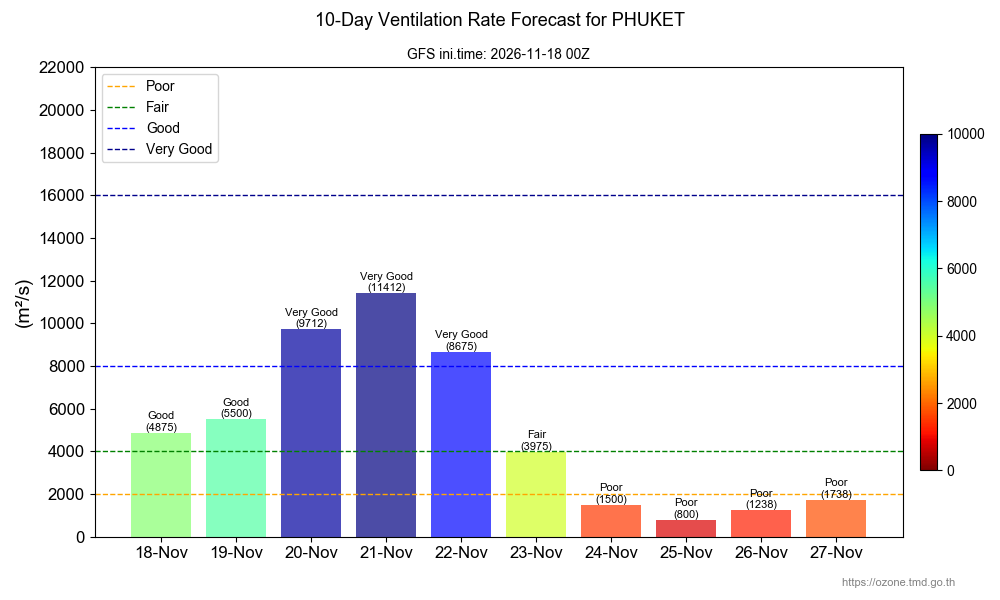 10-Day Ventilation Rate Forecast for PHUKET
GFS ini.time: 2026-11-18 00Z
(m²/s)
22000
20000
18000
16000
14000
12000
10000
8000
6000
4000
2000
0
Poor
Fair
Good
Very Good
Good
(4875)
Good
(5500)
Very Good
(9712)
Very Good
(11412)
Very Good
(8675)
Fair
(3975)
Poor
(1500)
Poor
(800)
Poor
(1238)
Poor
(1738)
18-Nov 19-Nov 20-Nov 21-Nov 22-Nov 23-Nov 24-Nov 25-Nov 26-Nov 27-Nov
10000
8000
6000
4000
2000
0
https://ozone.tmd.go.th